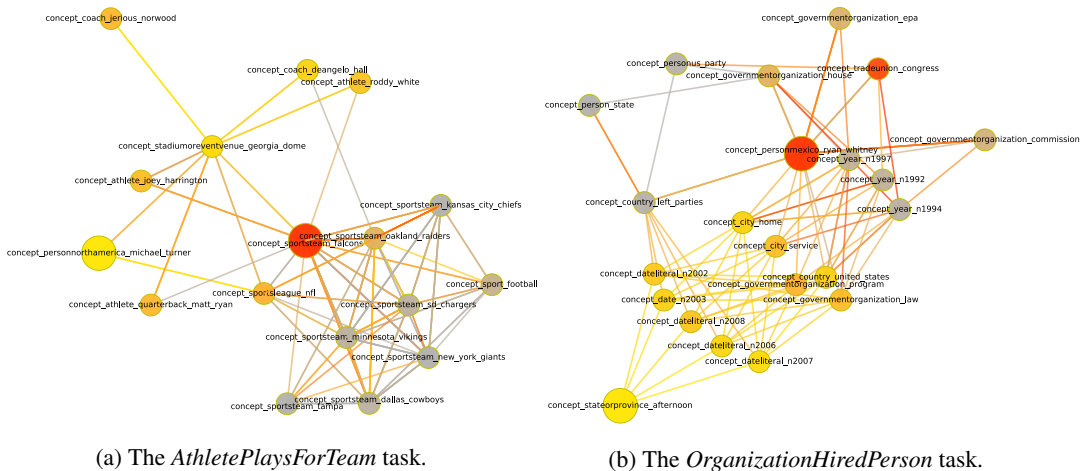 concept_coach_jerious_norwood
concept_coach_deangelo_hall
concept_athlete_roddy_white
concept_stadiumoreventvenue_georgia_dome
concept_athlete_joey_harrington
concept_sportsteam_kansas_city_chiefs
concept_sportsteam_oakland_raiders
concept_sportsteam_falcons
concept_personnorthamerica_michael_turner
concept_sport_football
concept_sportsleague_nfl
concept_athlete_quarterback_matt_ryan
concept_sportsteam_sd_chargers
concept_sportsteam_minnesota_vikings
concept_sportsteam_new_york_giants
concept_sportsteam_dallas_cowboys
concept_sportsteam_tampa
(a) The AthletePlaysForTeam task.
concept_governmentorganization_epa
concept_personus_party
concept_tradeunion_congress
concept_governmentorganization_house
concept_person_state
concept_governmentorganization_commission
concept_personmexico_ryan_whitney
concept_year_n1997
concept_year_n1992
concept_country_left_parties
concept_year_n1994
concept_city_home
concept_city_service
concept_dateliteral_n2002
concept_country_united_states
concept_governmentorganization_program
concept_date_n2003
concept_governmentorganization_law
concept_dateliteral_n2008
concept_dateliteral_n2006
concept_dateliteral_n2007
concept_stateorprovince_afternoon
(b) The OrganizationHiredPerson task.